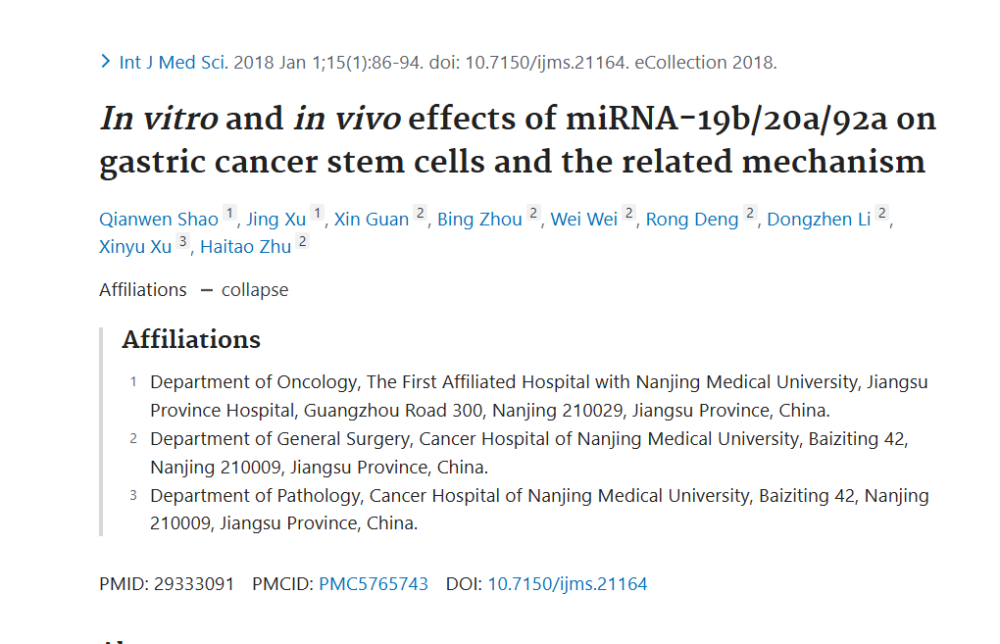 Int J Med Sci. 2018 Jan 1;15(1):86-94. doi: 10.7150/ijms.21164. eCollection 2018.
In vitro and in vivo effects of miRNA-19b/20a/92a on
gastric cancer stem cells and the related mechanism
Qianwen Shao 1, Jing Xu 1, Xin Guan 2, Bing Zhou 2, Wei Wei 2, Rong Deng 2, Dongzhen Li 2,
Xinyu Xu 3, Haitao Zhu 2
Affiliations — collapse
Affiliations
1 Department of Oncology, The First Affiliated Hospital with Nanjing Medical University, Jiangsu
Province Hospital, Guangzhou Road 300, Nanjing 210029, Jiangsu Province, China.
2 Department of General Surgery, Cancer Hospital of Nanjing Medical University, Baiziting 42,
Nanjing 210009, Jiangsu Province, China.
3 Department of Pathology, Cancer Hospital of Nanjing Medical University, Baiziting 42, Nanjing
210009, Jiangsu Province, China.
PMID: 29333091 PMCID: PMC5765743 DOI: 10.7150/ijms.21164